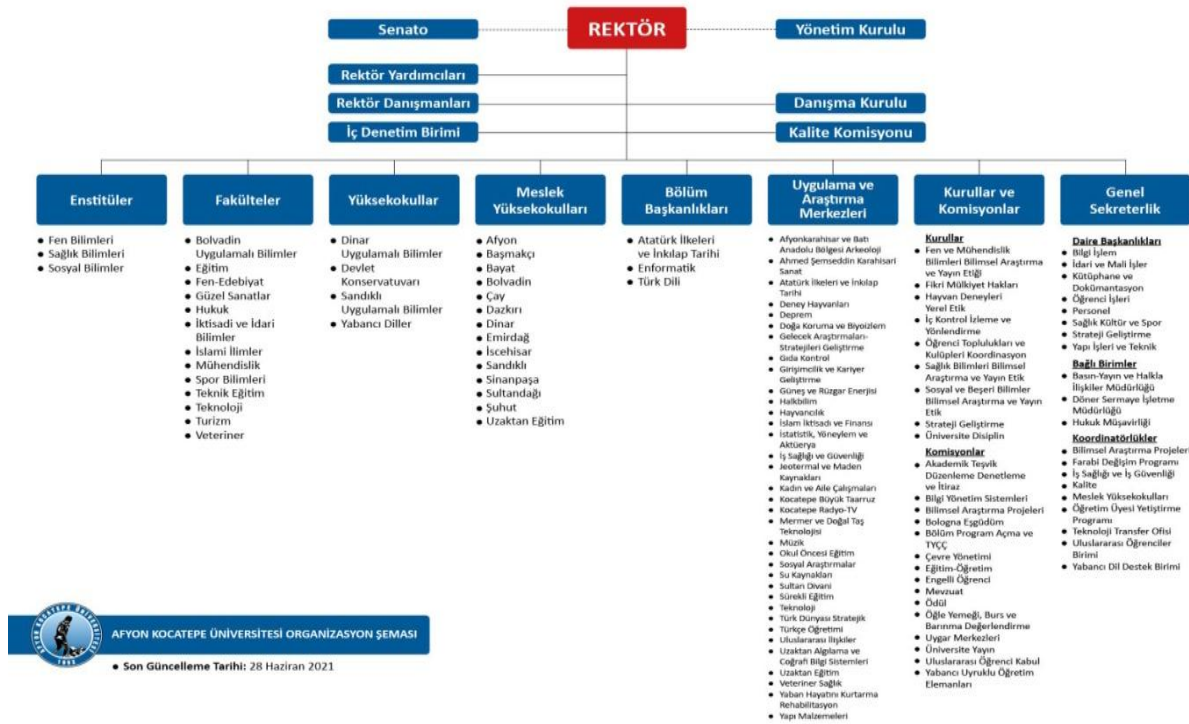 REKTÖR
Senato
Yönetim Kurulu
Rektör Yardımcıları
Rektör Danışmanları
Danışma Kurulu
İç Denetim Birimi
Kalite Komisyonu
Enstitüler
• Fen Bilimleri
• Sağlık Bilimleri
• Sosyal Bilimler
Fakülteler
• Bolvadin
Uygulamalı Bilimler
• Eğitim
• Fen-Edebiyat
• Güzel Sanatlar
• Hukuk
• İktisadi ve İdari
Bilimler
• İslami İlimler
• Mühendislik
• Spor Bilimleri
• Teknik Eğitim
• Teknoloji
• Turizm
• Veteriner
Yüksekokullar
• Dinar
Uygulamalı Bilimler
• Devlet
Konservatuvarı
• Sandıklı
Uygulamalı Bilimler
• Yabancı Diller
Meslek
Yüksekokulları
• Afyon
• Başmakçı
• Bayat
• Bolvadin
• Çay
• Dazkırı
• Dinar
• Emirdağ
• İscehisar
• Sandıklı
• Sinanpaşa
• Sultandağı
• Şuhut
• Uzaktan Eğitim
Bölüm
Başkanlıkları
• Atatürk İlkeleri
ve İnkılap Tarihi
• Enformatik
• Türk Dili
Uygulama ve
Araştırma
Merkezleri
• Afyonkarahisar ve Batı
Anadolu Bölgesi Arkeoloji
• Ahmed Şemseddin Karahisari
Sanat
• Atatürk İlkeleri ve İnkılap
Tarihi
• Deney Hayvanları
• Deprem
• Doğa Koruma ve Biyoizlem
• Gelecek Araştırmaları-
Stratejileri Geliştirme
• Gıda Kontrol
• Girişimcilik ve Kariyer
Geliştirme
• Güneş ve Rüzgar Enerjisi
• Halkbilim
• Hayvancılık
• İslam İktisadı ve Finansı
• İstatistik, Yöneylem ve
Aktüerya
• İş Sağlığı ve Güvenliği
• Jeotermal ve Maden
Kaynakları
• Kadın ve Aile Çalışmaları
• Kocatepe Büyük Taarruz
• Kocatepe Radyo-TV
• Mermer ve Doğal Taş
Teknolojisi
• Müzik
• Okul Öncesi Eğitim
• Sosyal Araştırmalar
• Su Kaynakları
• Sultan Divani
• Sürekli Eğitim
• Teknoloji
• Türk Dünyası Stratejik
• Türkçe Öğretimi
• Uluslararası İlişkiler
• Uzaktan Algılama ve
Coğrafi Bilgi Sistemleri
• Uzaktan Eğitim
• Veteriner Sağlık
• Yaban Hayatını Kurtarma
Rehabilitasyon
• Yapı Malzemeleri
Kurullar ve
Komisyonlar
Kurullar
• Fen ve Mühendislik
Bilimleri Bilimsel Araştırma
ve Yayın Etiği
• Fikri Mülkiyet Hakları
• Hayvan Deneyleri
Yerel Etik
• İç Kontrol İzleme ve
Yönlendirme
• Öğrenci Toplulukları ve
Kulüpleri Koordinasyon
• Sağlık Bilimleri Bilimsel
Araştırma ve Yayın Etik
• Sosyal ve Beşeri Bilimler
Bilimsel Araştırma ve Yayın
Etik
• Strateji Geliştirme
• Üniversite Disiplin
Komisyonlar
• Akademik Teşvik
Düzenleme Denetleme
ve İtiraz
• Bilgi Yönetim Sistemleri
• Bilimsel Araştırma Projeleri
• Bologna Eşgüdüm
• Bölüm Program Açma ve
TYÇÇ
• Çevre Yönetimi
• Eğitim-Öğretim
• Engelli Öğrenci
• Mevzuat
• Ödül
• Öğle Yemeği, Burs ve
Barınma Değerlendirme
• Uygar Merkezleri
• Üniversite Yayın
• Uluslararası Öğrenci Kabul
• Yabancı Uyruklu Öğretim
Elemanları
Genel
Sekreterlik
Daire Başkanlıkları
• Bilgi İşlem
• İdari ve Mali İşler
• Kütüphane ve
Dokümantasyon
• Öğrenci İşleri
• Personel
• Sağlık Kültür ve Spor
• Strateji Geliştirme
• Yapı İşleri ve Teknik
Bağlı Birimler
• Basın-Yayın ve Halkla
İlişkiler Müdürlüğü
• Döner Sermaye İşletme
Müdürlüğü
• Hukuk Müşavirliği
Koordinatörlükler
• Bilimsel Araştırma Projeleri
• Farabi Değişim Programı
• İş Sağlığı ve İş Güvenliği
• Kalite
• Meslek Yüksekokulları
• Öğretim Üyesi Yetiştirme
Programı
• Teknoloji Transfer Ofisi
• Uluslararası Öğrenciler
Birimi
• Yabancı Dil Destek Birimi
AFYON KOCATEPE ÜNİVERSİTESİ
1992
AFYON KOCATEPE ÜNİVERSİTESİ ORGANİZASYON ŞEMASI
• Son Güncelleme Tarihi: 28 Haziran 2021